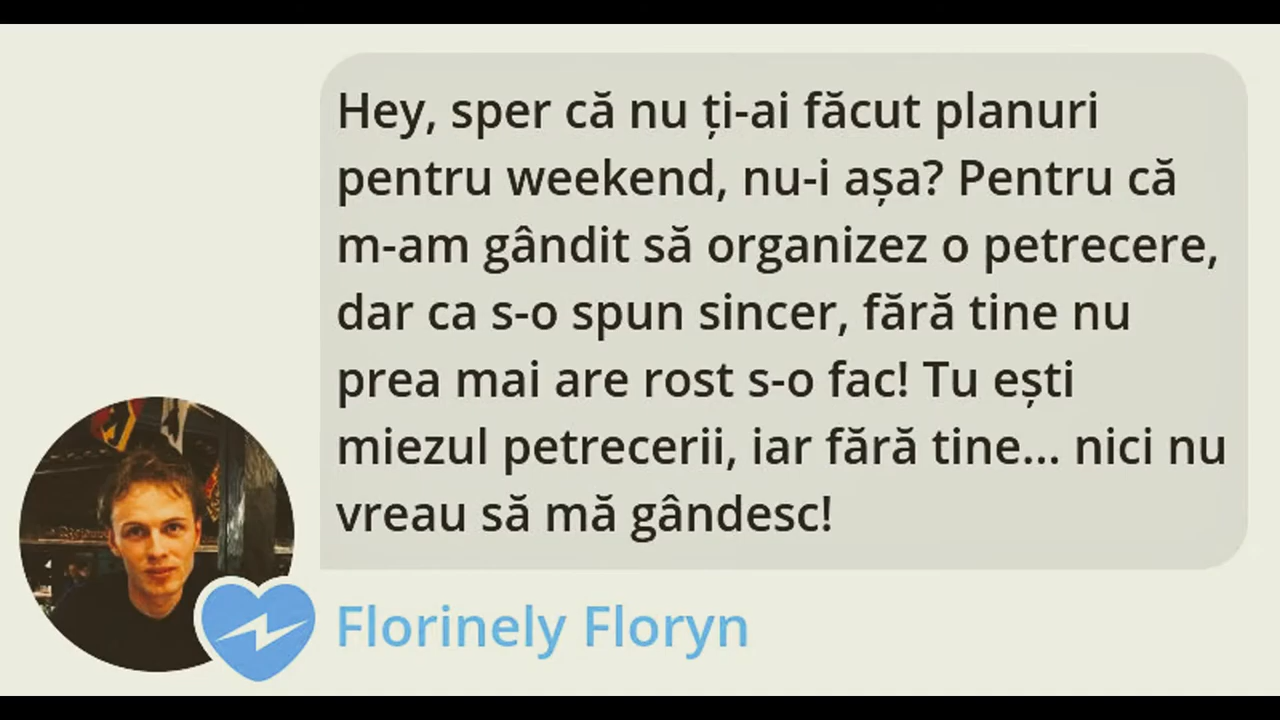 Hey, sper că nu ți-ai făcut planuri
pentru weekend, nu-i așa? Pentru că
m-am gândit să organizez o petrecere,
dar ca s-o spun sincer, fără tine nu
prea mai are rost s-o fac! Tu ești
miezul petrecerii, iar fără tine... nici nu
vreau să mă gândesc!
Florinely Floryn